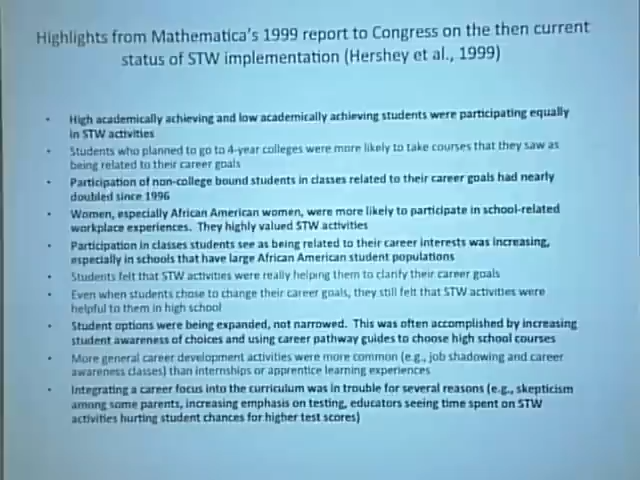 Highlights from Mathematica's 1999 report to Congress on the then current
status of STW implementation (Hershey et al., 1999)
• High academically achieving and low academically achieving students were participating equally
in STW activities
• Students who planned to go to 4-year colleges were more likely to take courses that they saw as
being related to their career goals
• Participation of non-college bound students in classes related to their career goals had nearly
doubled since 1996
• Women, especially African American women, were more likely to participate in school-related
workplace experiences. They highly valued STW activities
• Participation in classes students see as being related to their career interests was increasing,
especially in schools that have large African American student populations
• Students felt that STW activities were really helping them to clarify their career goals
• Even when students chose to change their career goals, they still felt that STW activities were
helpful to them in high school
• Student options were being expanded, not narrowed. This was often accomplished by increasing
student awareness of choices and using career pathway guides to choose high school courses
• More general career development activities were more common (e.g., job shadowing and career
awareness classes) than internships or apprentice learning experiences
• Integrating a career focus into the curriculum was in trouble for several reasons (e.g., skepticism
among some parents, increasing emphasis on testing, educators seeing time spent on STW
activities hurting student chances for higher test scores)